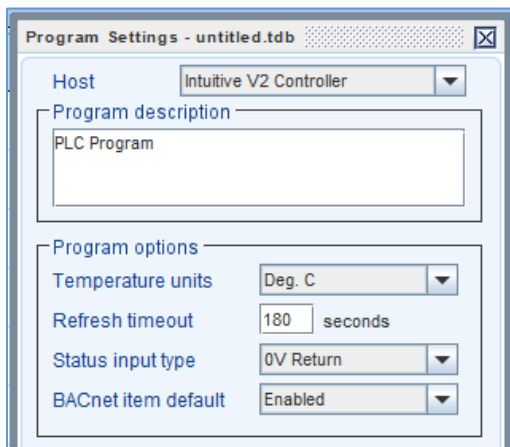 Program Settings - untitled.tdb
Host Intuitive V2 Controller
Program description
PLC Program
Program options
Temperature units Deg. C
Refresh timeout 180 seconds
Status input type 0V Return
BACnet item default Enabled